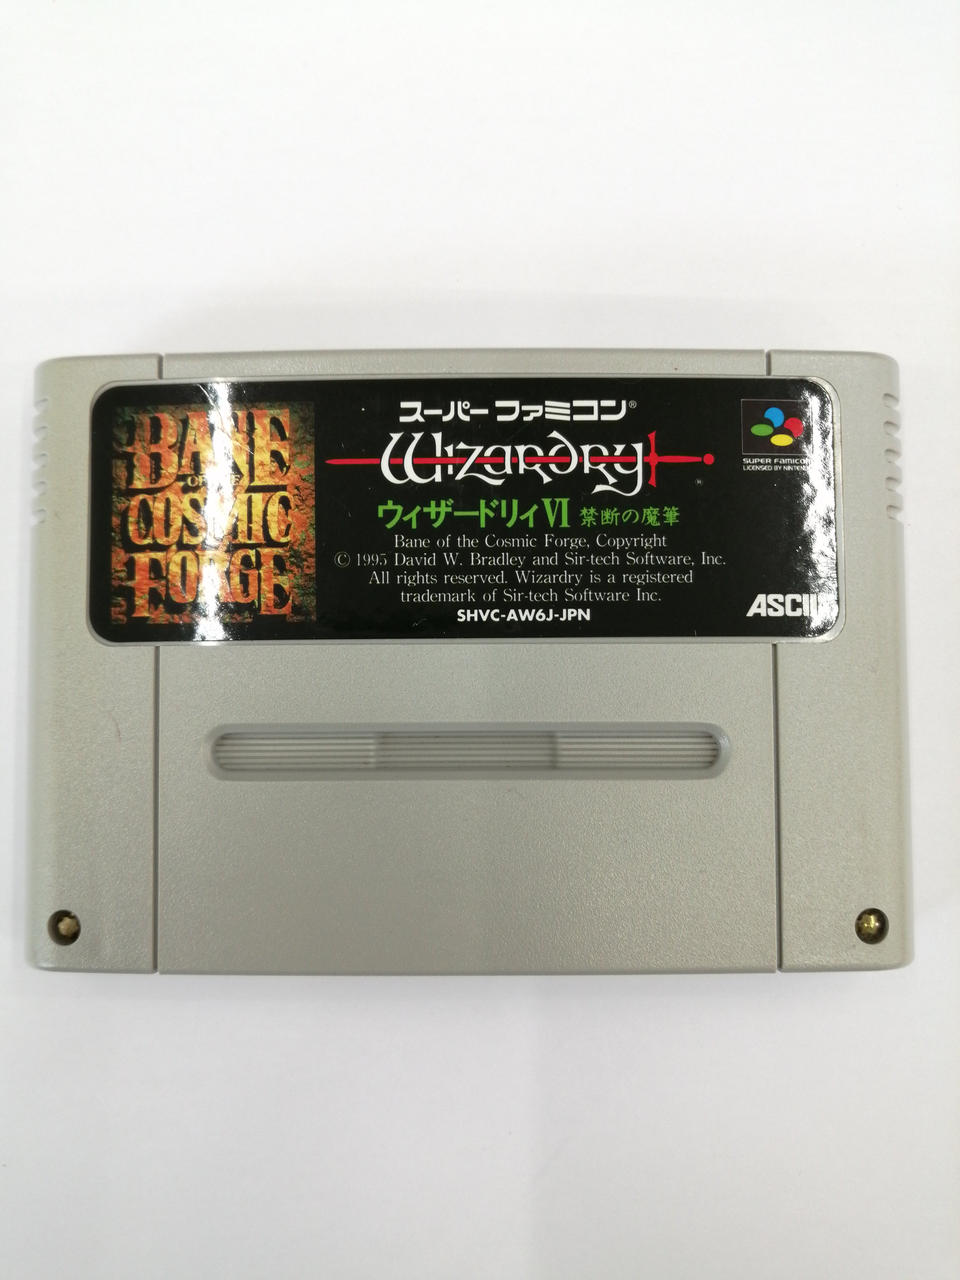 BANE
OF THE
COSMIC
FORGE
スーパーファミコン®
Wizardry®
ウィザードリィVI 禁断の魔筆
Bane of the Cosmic Forge, Copyright
© 1995 David W. Bradley and Sir-tech Software, Inc.
All rights reserved. Wizardry is a registered
trademark of Sir-tech Software Inc.
SHVC-AW6J-JPN
SUPER FAMICOM
LICENSED BY NINTENDO
ASCII